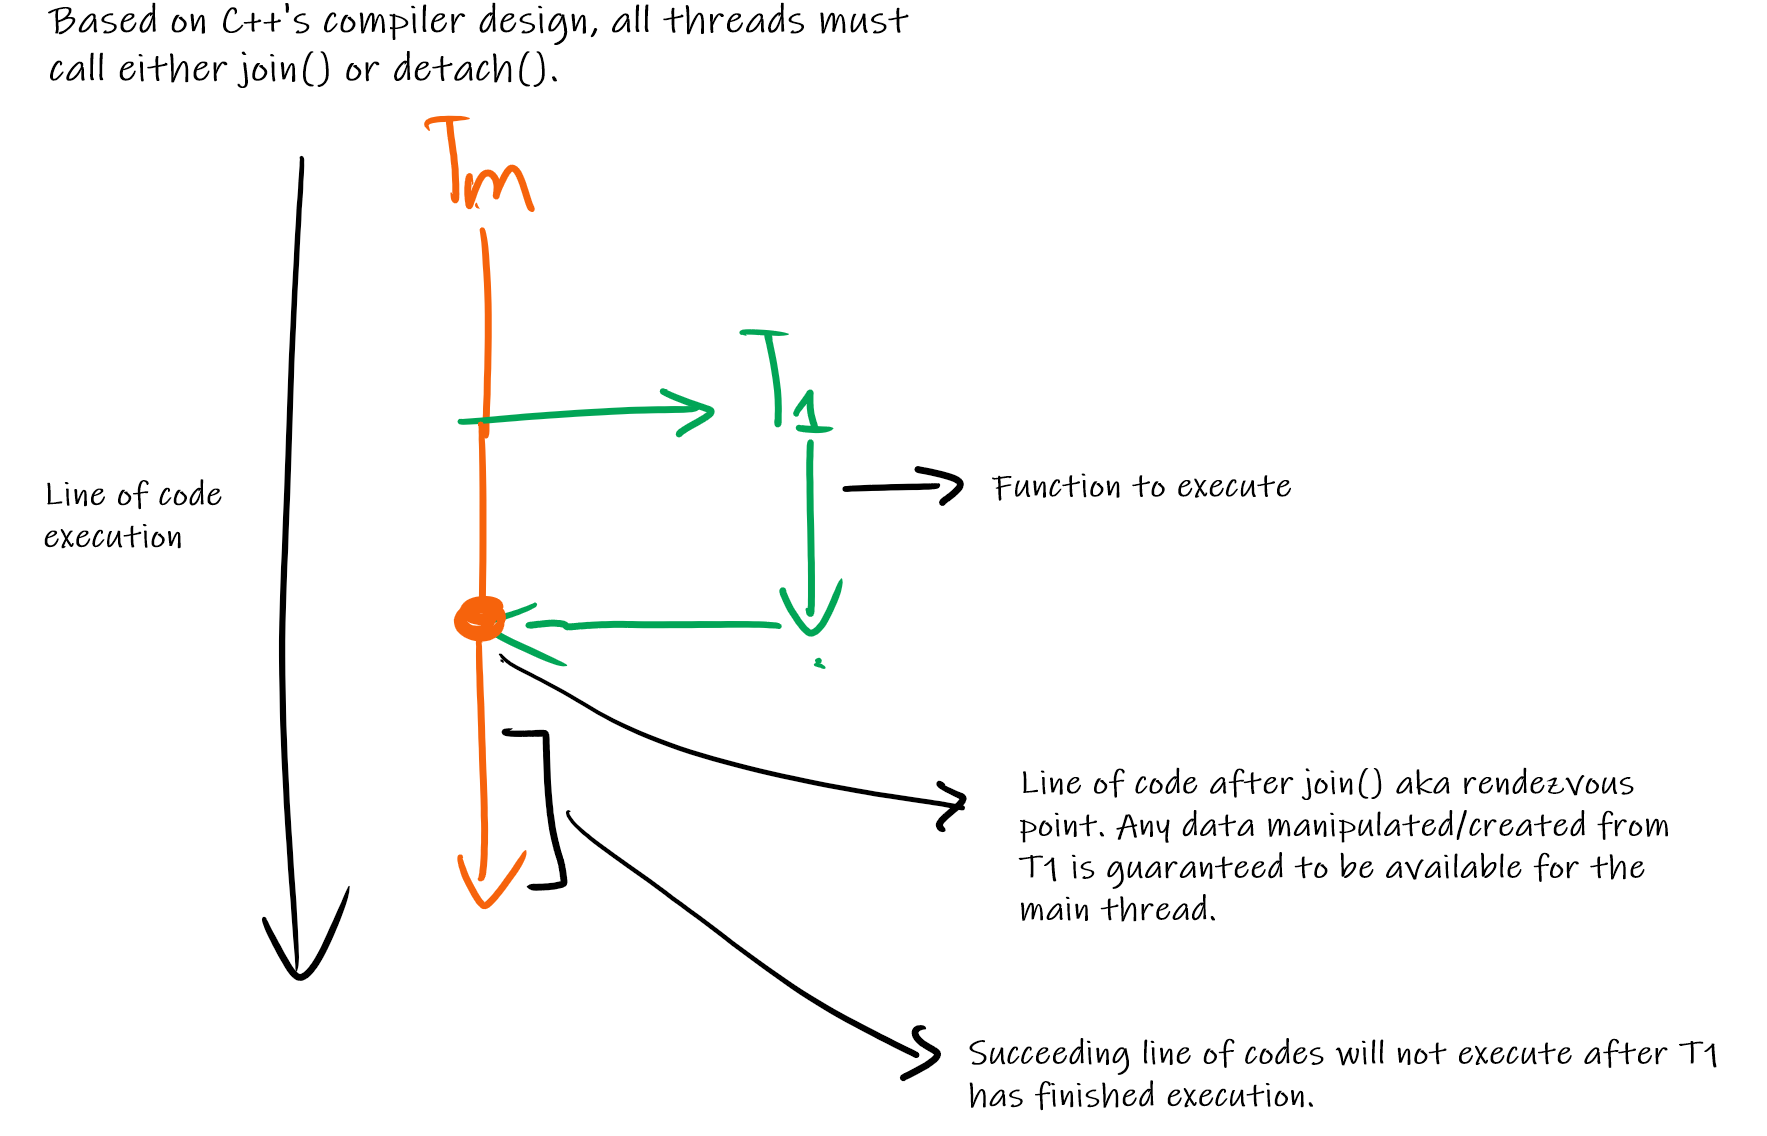 Based on C++'s compiler design, all threads must
call either join() or detach().
Tm
T1
Line of code
execution
Function to execute
Line of code after join() aka rendezvous
point. Any data manipulated/created from
T1 is guaranteed to be available for the
main thread.
Succeeding line of codes will not execute after T1
has finished execution.